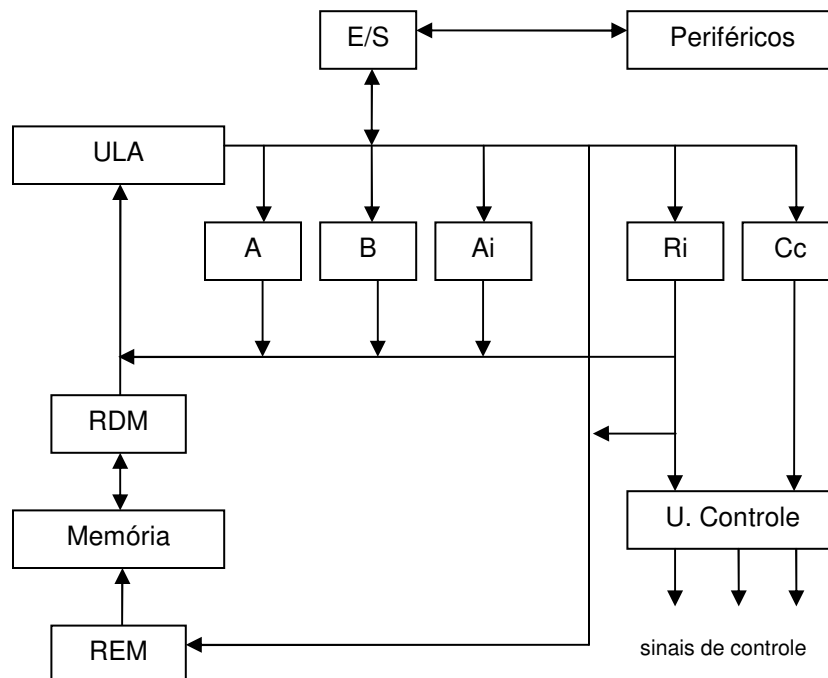 E/S
Periféricos
ULA
A
B
Ai
Ri
Cc
RDM
Memória
U. Controle
REM
sinais de controle